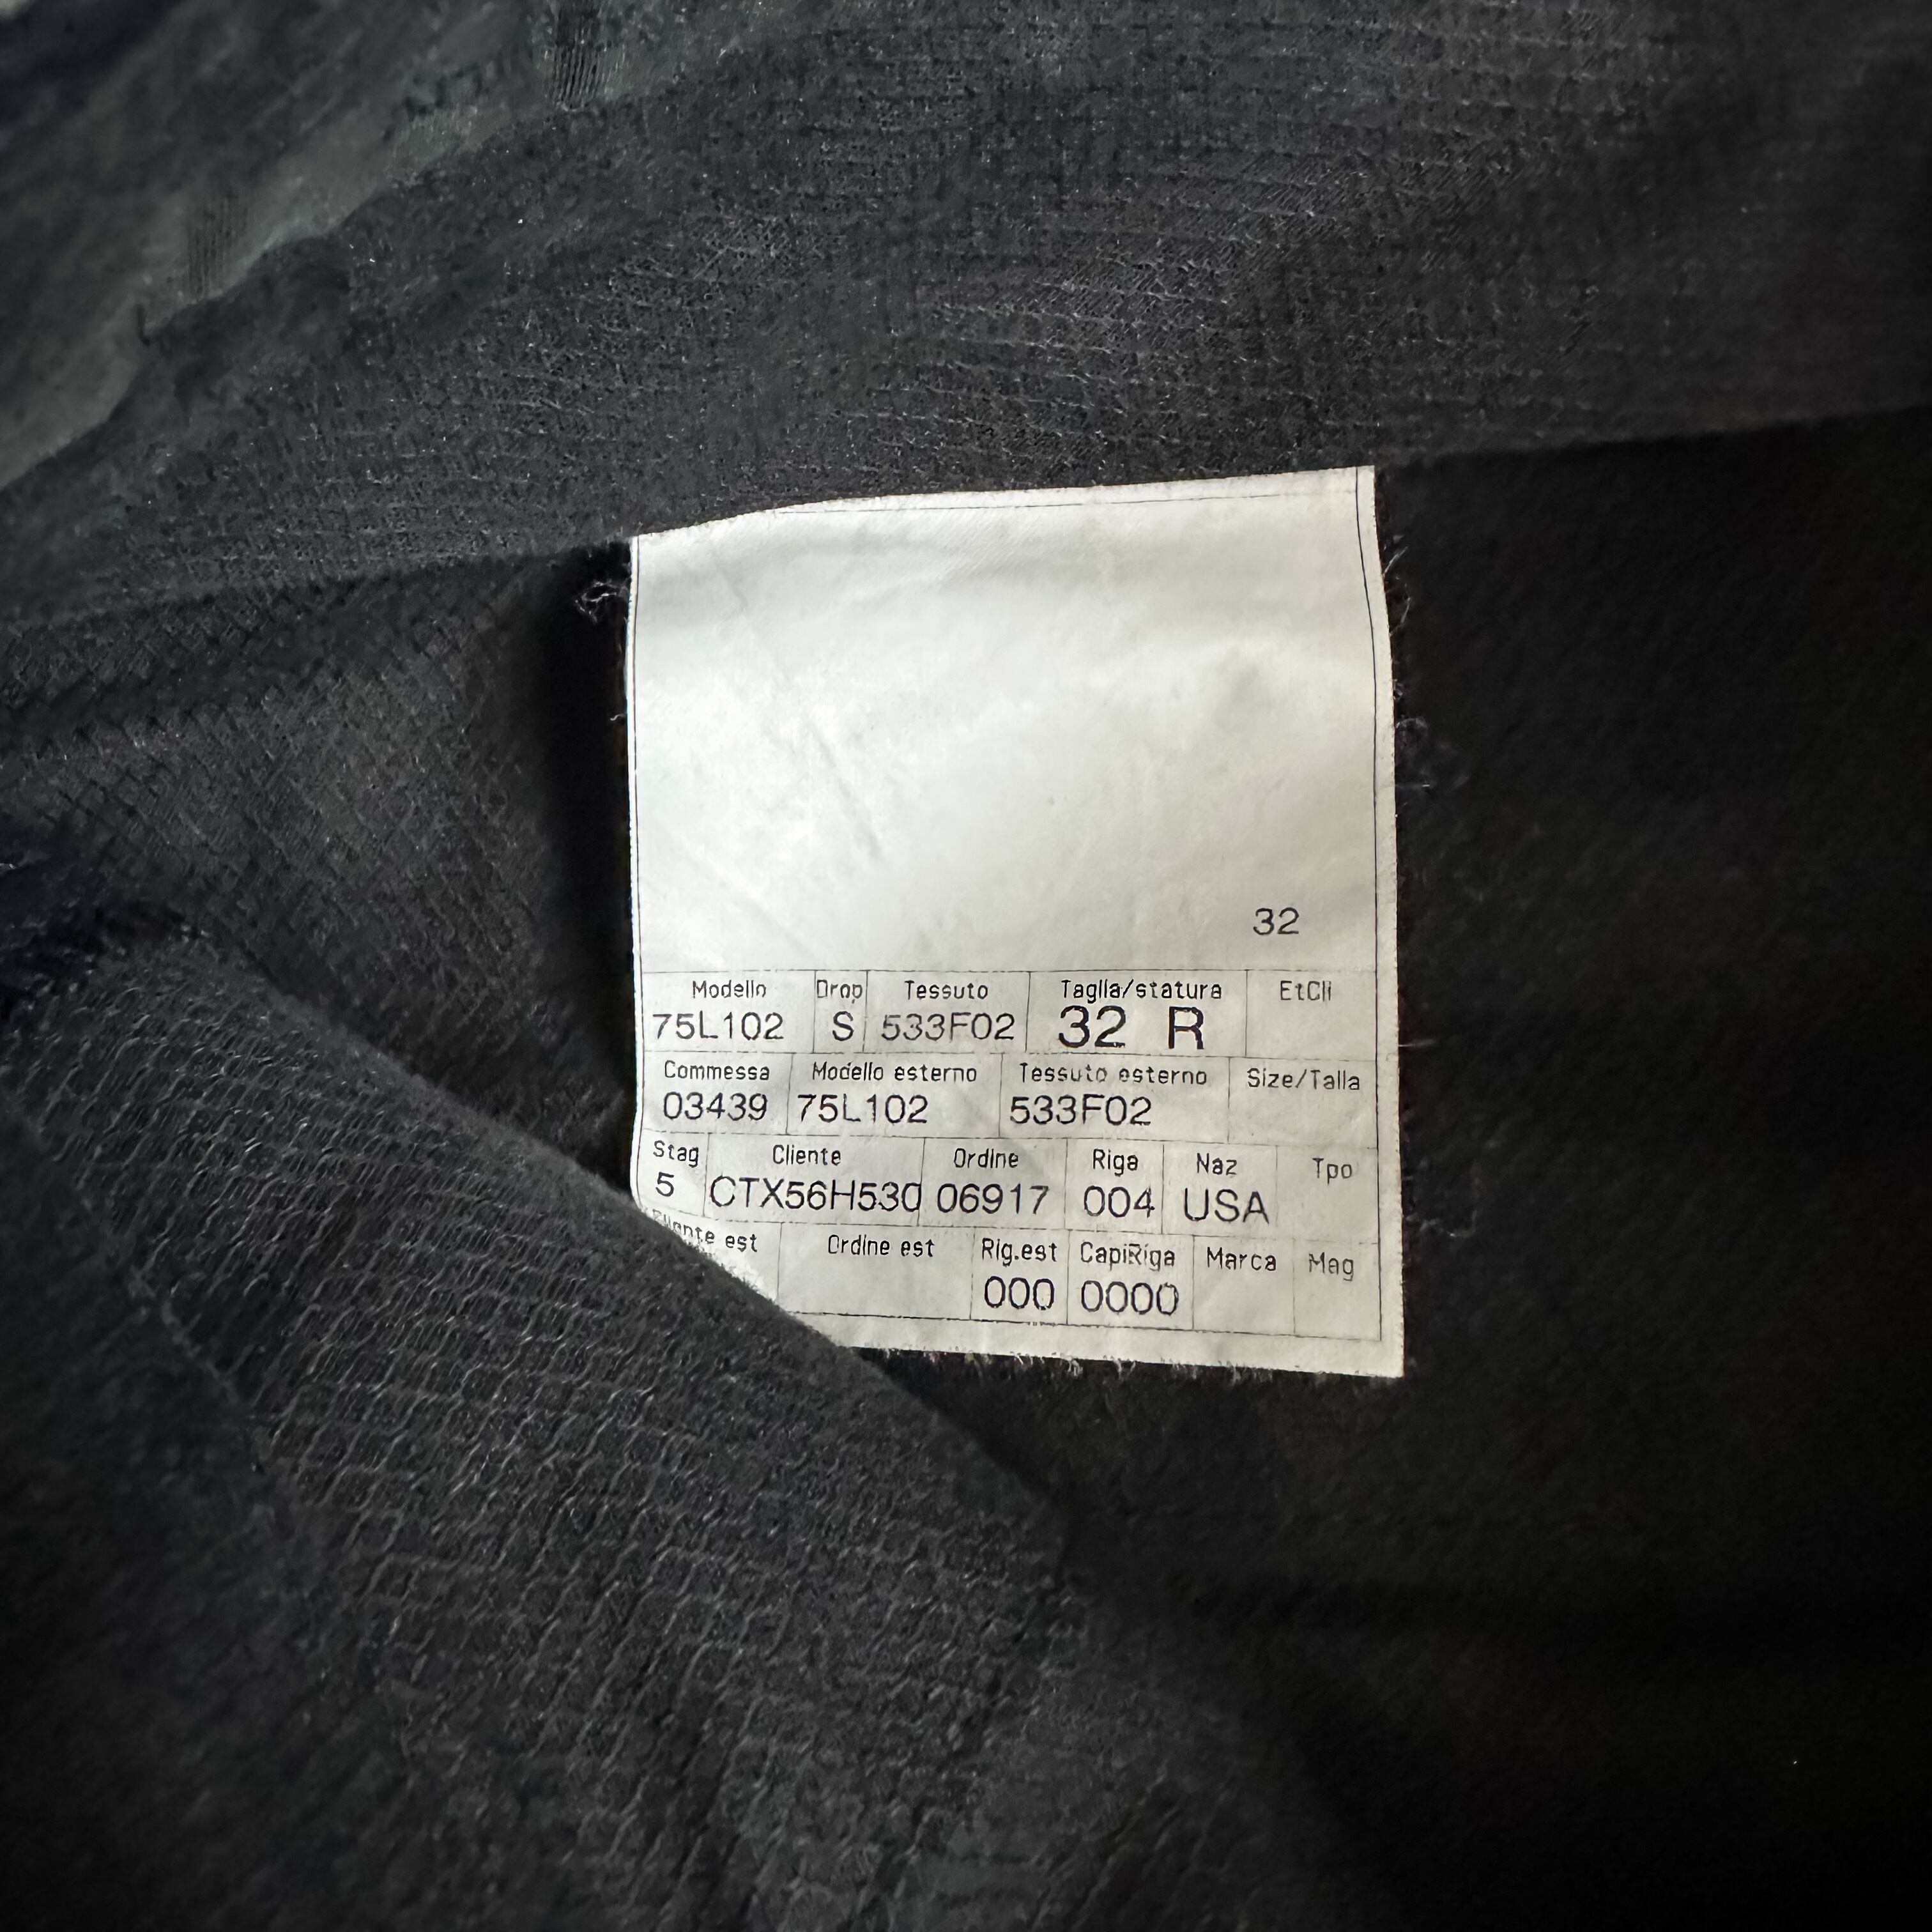 32
Modello Drop Tessuto Taglia/statura EtCli
75L102 S 533F02 32 R
Commessa Modello esterno Tessuto esterno Size/Talla
03439 75L102 533F02
Stag Cliente Ordine Riga Naz Tpo
5 CTX56H530 06917 004 USA
Cliente est Ordine est Rig.est CapiRiga Marca Mag
000 0000